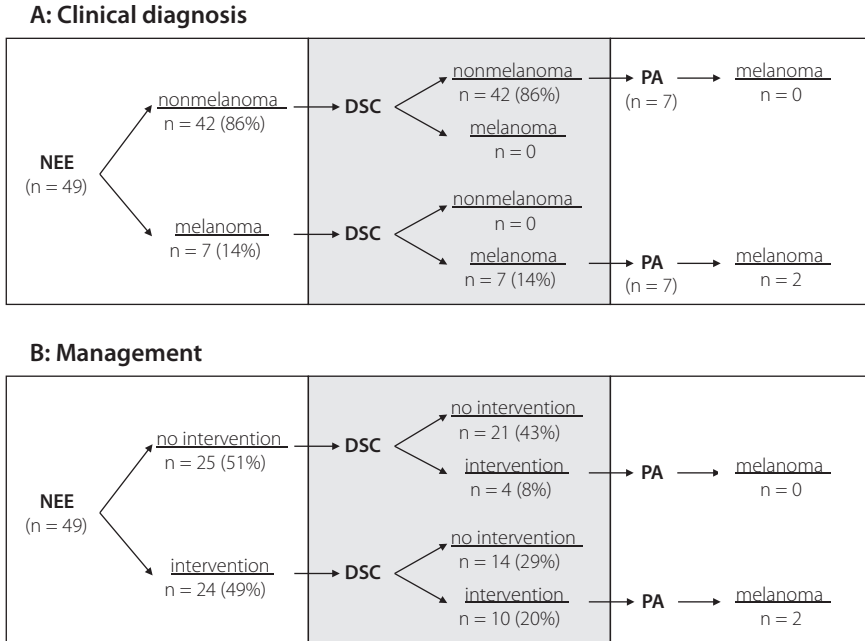 A: Clinical diagnosis
nonmelanoma
n = 42 (86%)
NEE
(n = 49)
melanoma
n = 7 (14%)
DSC
nonmelanoma
n = 42 (86%)
melanoma
n = 0
DSC
nonmelanoma
n = 0
melanoma
n = 7 (14%)
PA
(n = 7)
melanoma
n = 0
PA
(n = 7)
melanoma
n = 2
B: Management
no intervention
n = 25 (51%)
NEE
(n = 49)
intervention
n = 24 (49%)
DSC
no intervention
n = 21 (43%)
intervention
n = 4 (8%)
DSC
no intervention
n = 14 (29%)
intervention
n = 10 (20%)
PA
melanoma
n = 0
PA
melanoma
n = 2